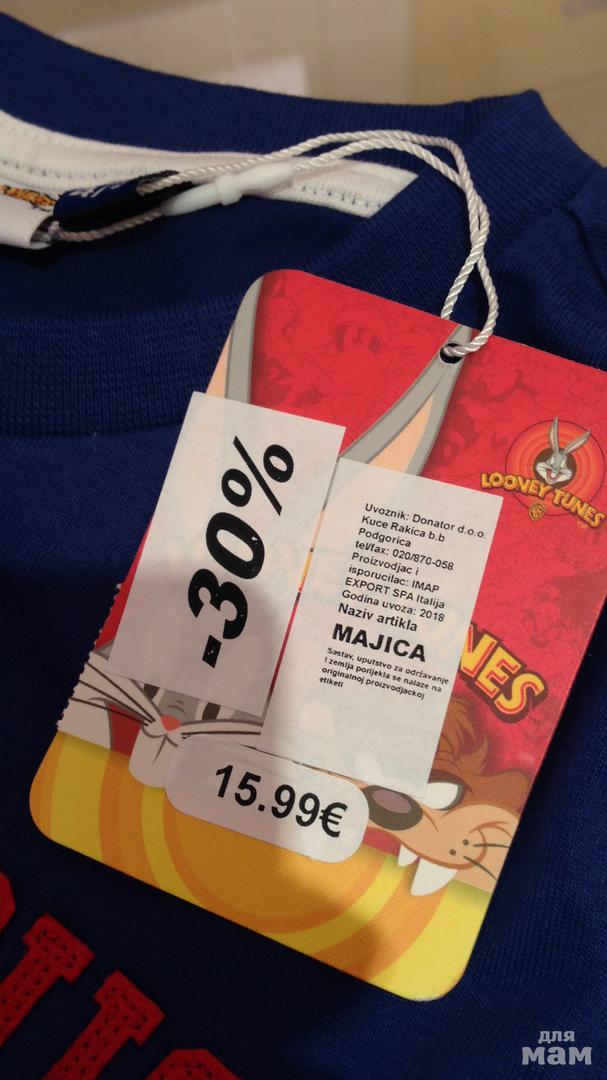 LOONEY TUNES
-30%
Uvoznik: Donator d.o.o.
Kuce Rakica b.b
Podgorica
tel/fax: 020/870-058
Proizvodjac i
isporucilac: IMAP
EXPORT SPA Italija
Godina uvoza: 2018
Naziv artikla
MAJICA
Sastav, uputstvo za održavanje
i zemlja porijekla se nalaze na
originalnoj proizvodjackoj
etiketi
15.99€
для
мам